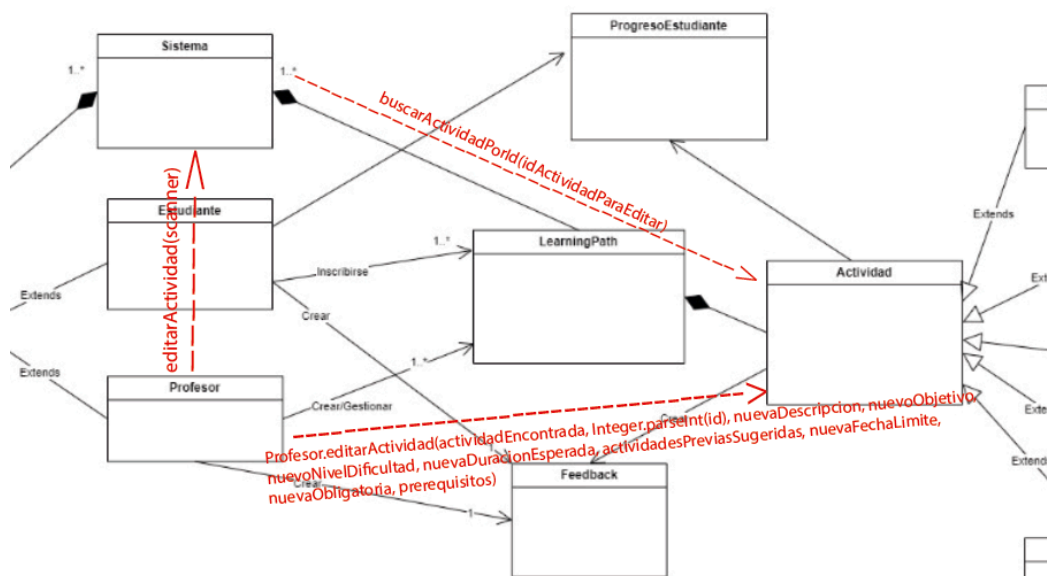 ProgresoEstudiante
Sistema
1..*
1..*
buscarActividadPorId(idActividadParaEditar)
editarActividad(scanner)
Extends
Estudiante
LearningPath
1..*
Inscribirse
Actividad
Extends
Crear
Ext
Extends
1..*
Profesor
Crear/Gestionar
Crear
Exte
Profesor.editarActividad(actividadEncontrada, Integer.parseInt(id), nuevaDescripcion, nuevoObjetivo,
nuevoNivelDificultad, nuevaDuracionEsperada, actividadesPreviasSugeridas, nuevaFechaLimite,
nuevaObligatoria, prerequisitos)
Extends
Crear
1
Feedback